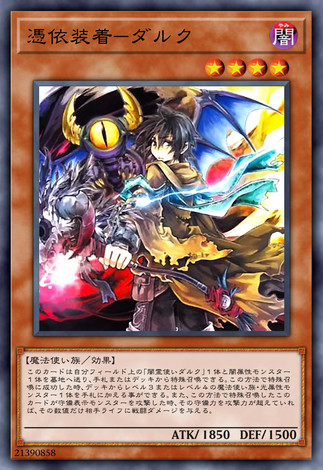 憑依装着−ダルク
やみ
闇
【魔法使い族／効果】
このカードは自分フィールド上の「闇霊使いダルク」１体と闇属性モンスター
１体を墓地へ送り、手札またはデッキから特殊召喚できる。この方法で特殊召
喚に成功した時、デッキからレベル３またはレベル４の魔法使い族・光属性モン
スター１体を手札に加える事ができる。また、この方法で特殊召喚したこの
カードが守備表示モンスターを攻撃した時、その守備力を攻撃力が超えていれ
ば、その数値だけ相手ライフに戦闘ダメージを与える。
ATK/ 1850 DEF/1500
21390858